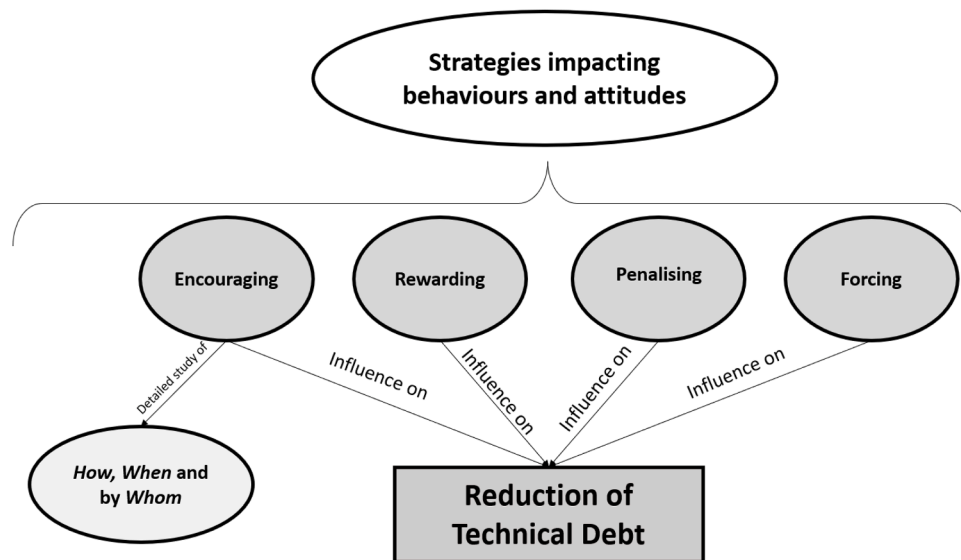 Strategies impacting
behaviours and attitudes
Encouraging
Rewarding
Penalising
Forcing
Detailed study of
Influence on
Influence on
Influence on
Influence on
How, When and
by Whom
Reduction of
Technical Debt